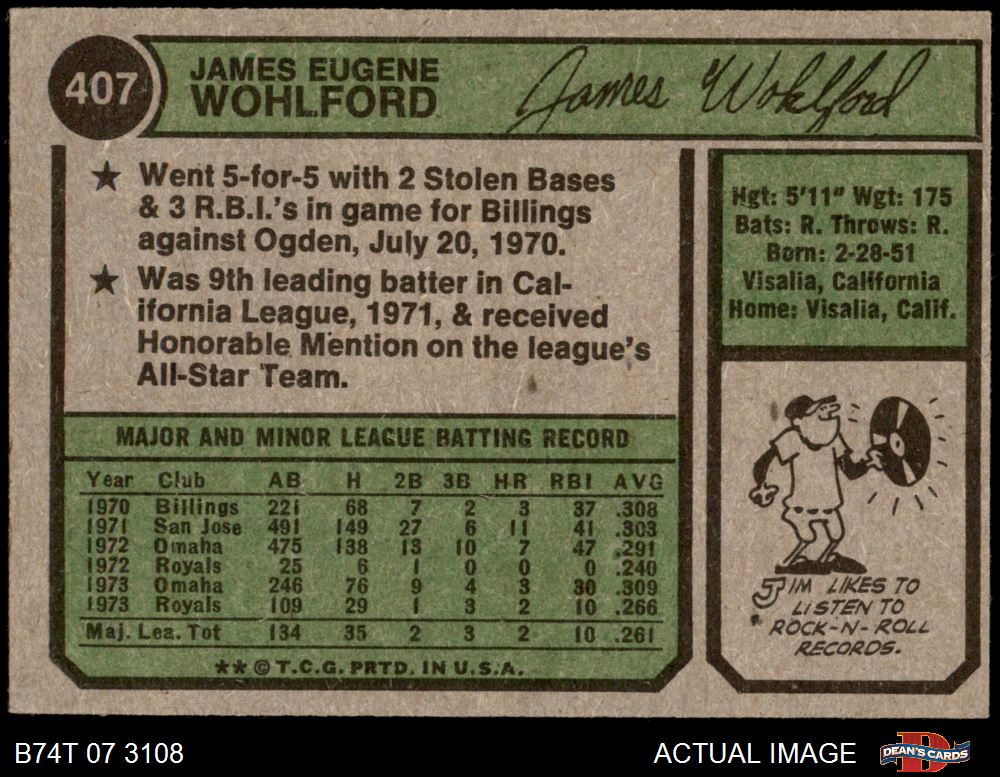 407
JAMES EUGENE
WOHLFORD
James E Wohlford
★ Went 5-for-5 with 2 Stolen Bases
& 3 R.B.I.'s in game for Billings
against Ogden, July 20, 1970.
★ Was 9th leading batter in Cal-
ifornia League, 1971, & received
Honorable Mention on the league's
All-Star Team.
Hgt: 5'11" Wgt: 175
Bats: R. Throws: R.
Born: 2-28-51
Visalia, California
Home: Visalia, Calif.
MAJOR AND MINOR LEAGUE BATTING RECORD
Year Club AB H 2B 3B HR RBI AVG
1970 Billings 221 68 7 2 3 37 .308
1971 San Jose 491 149 27 6 11 41 .303
1972 Omaha 475 138 13 10 7 47 .291
1972 Royals 25 6 1 0 0 0 .240
1973 Omaha 246 76 9 4 3 30 .309
1973 Royals 109 29 1 3 2 10 .266
Maj. Lea. Tot 134 35 2 3 2 10 .261
**©T.C.G. PRTD. IN U.S.A.
JIM LIKES TO
LISTEN TO
ROCK-N-ROLL
RECORDS.
B74T 07 3108
ACTUAL IMAGE
DEAN'S CARDS